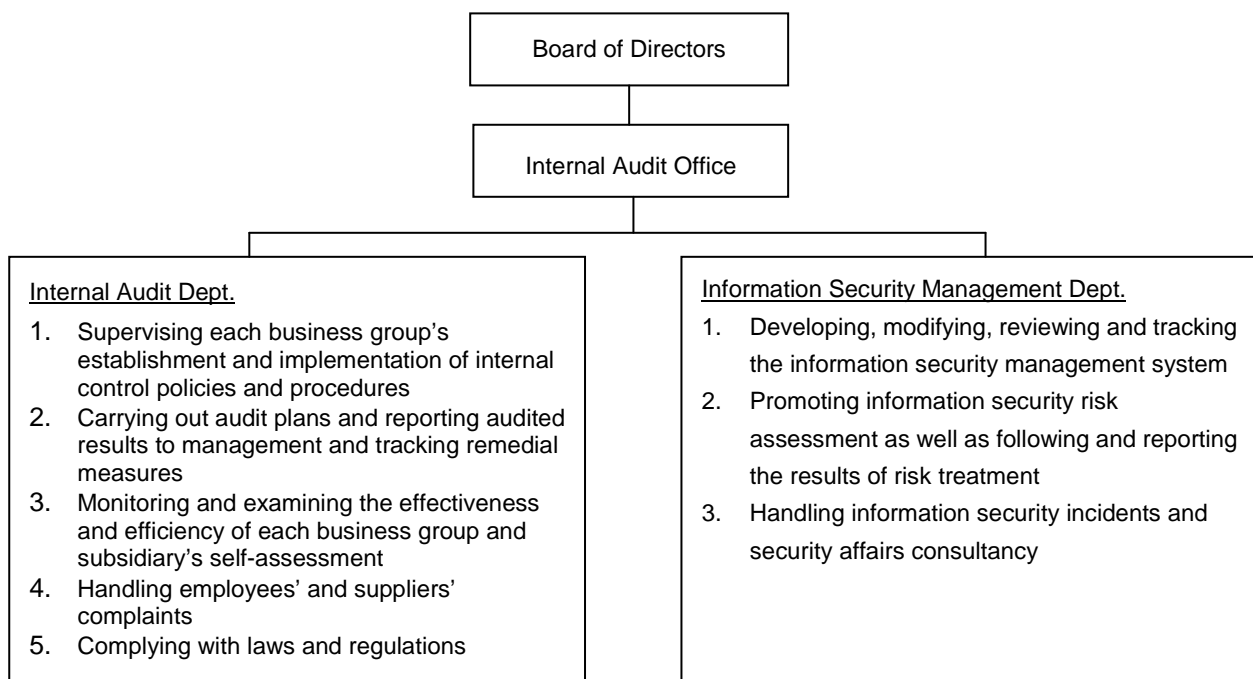 Board of Directors
Internal Audit Office
Internal Audit Dept.
1. Supervising each business group’s
establishment and implementation of internal
control policies and procedures
2. Carrying out audit plans and reporting audited
results to management and tracking remedial
measures
3. Monitoring and examining the effectiveness
and efficiency of each business group and
subsidiary’s self-assessment
4. Handling employees’ and suppliers’
complaints
5. Complying with laws and regulations
Information Security Management Dept.
1. Developing, modifying, reviewing and tracking
the information security management system
2. Promoting information security risk
assessment as well as following and reporting
the results of risk treatment
3. Handling information security incidents and
security affairs consultancy